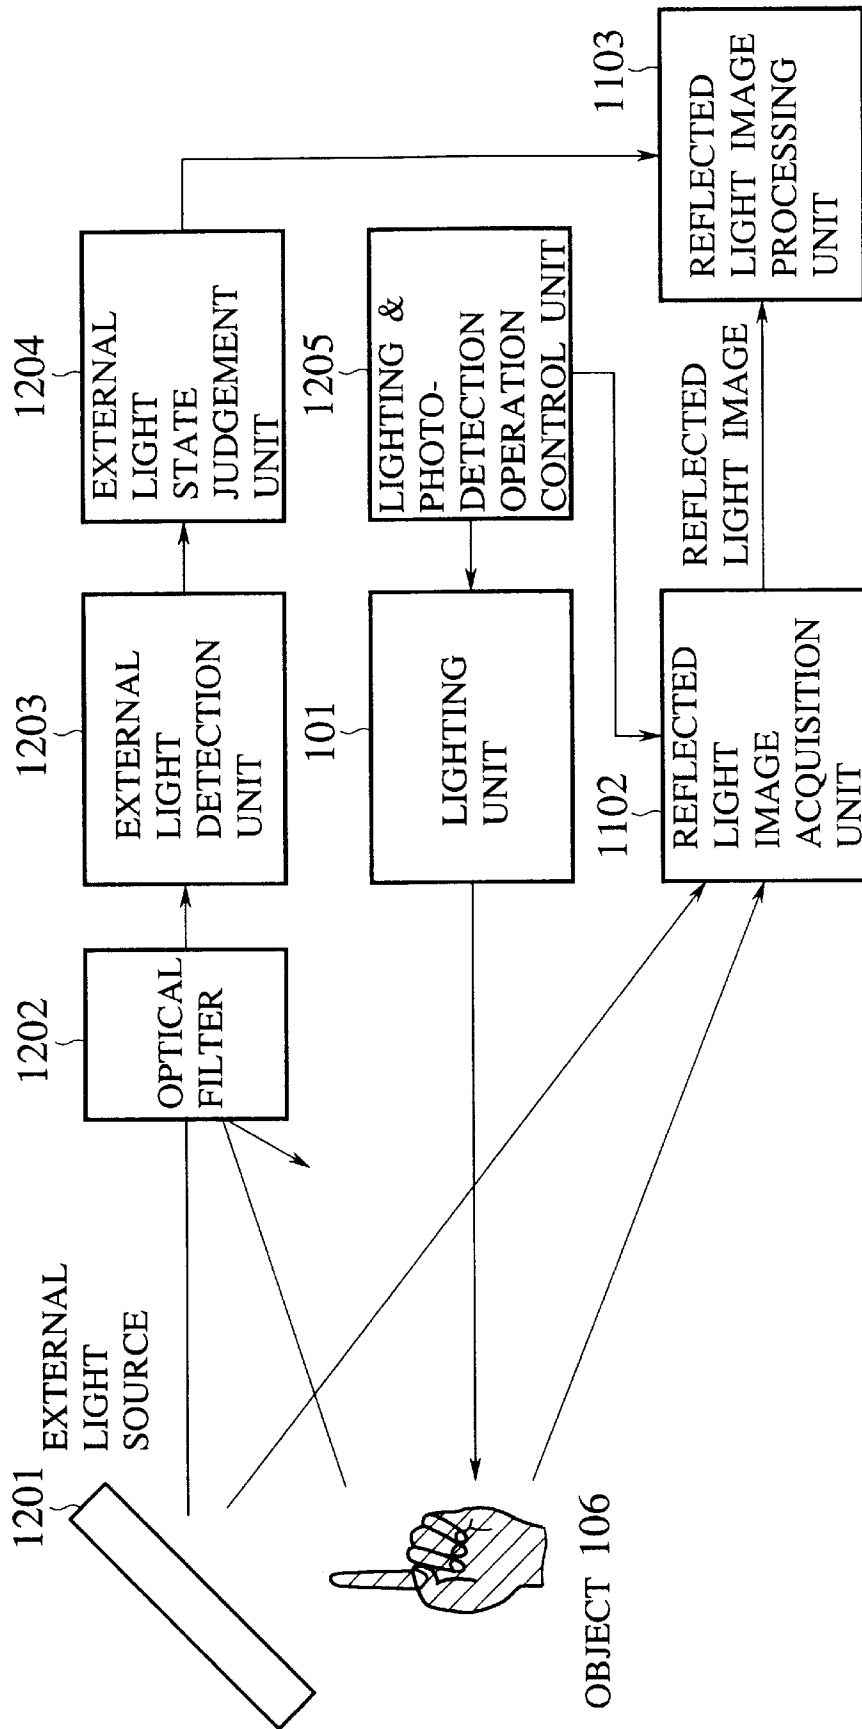 1201
EXTERNAL
LIGHT
SOURCE
1202
OPTICAL
FILTER
1203
EXTERNAL
LIGHT
DETECTION
UNIT
1204
EXTERNAL
LIGHT
STATE
JUDGEMENT
UNIT
101
LIGHTING
UNIT
1205
LIGHTING &
PHOTO-
DETECTION
OPERATION
CONTROL UNIT
OBJECT 106
1102
REFLECTED
LIGHT
IMAGE
ACQUISITION
UNIT
REFLECTED
LIGHT IMAGE
1103
REFLECTED
LIGHT IMAGE
PROCESSING
UNIT